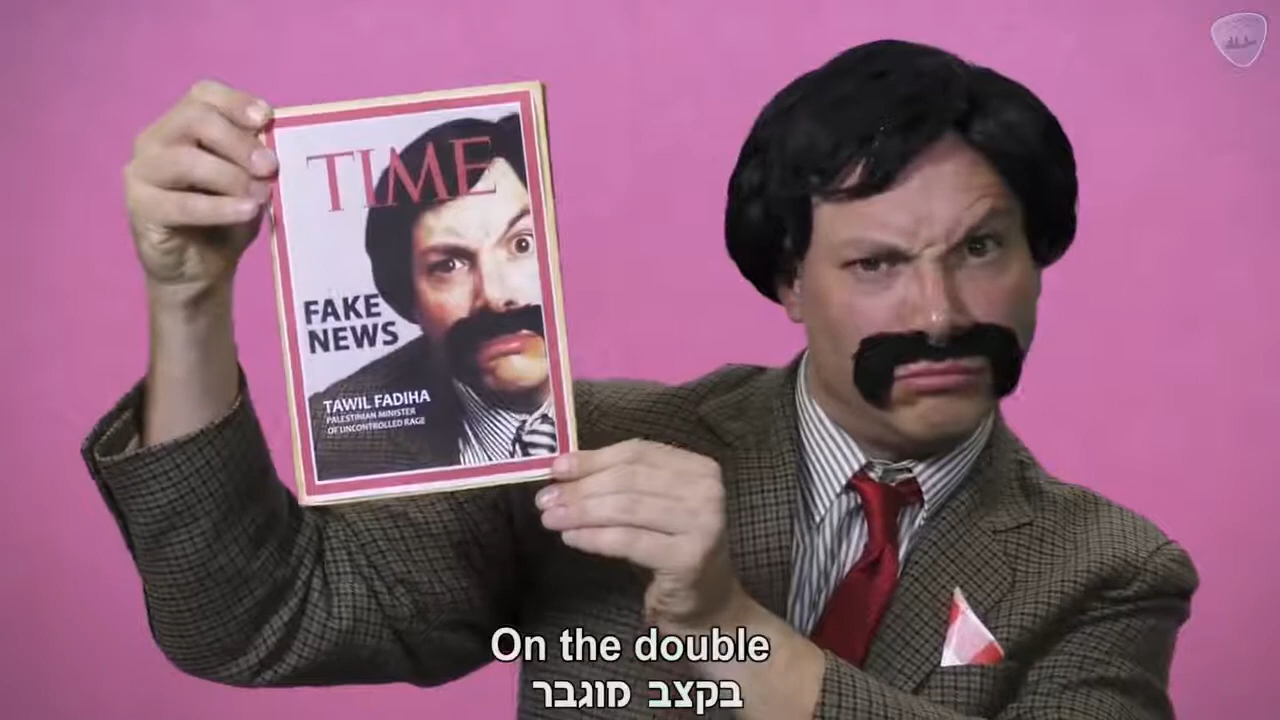 TIME
FAKE
NEWS
TAWIL FADIHA
PALESTINIAN MINISTER
OF UNCONTROLLED RAGE
On the double
בקצב מוגבר